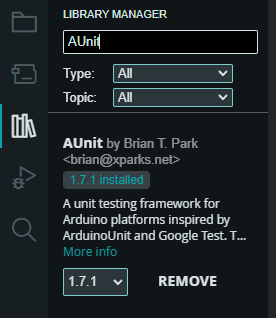 LIBRARY MANAGER
AUnit
Type: All
Topic: All
AUnit by Brian T. Park
<brian@xparks.net>
1.7.1 installed
A unit testing framework for
Arduino platforms inspired by
ArduinoUnit and Google Test. T...
More info
1.7.1 REMOVE